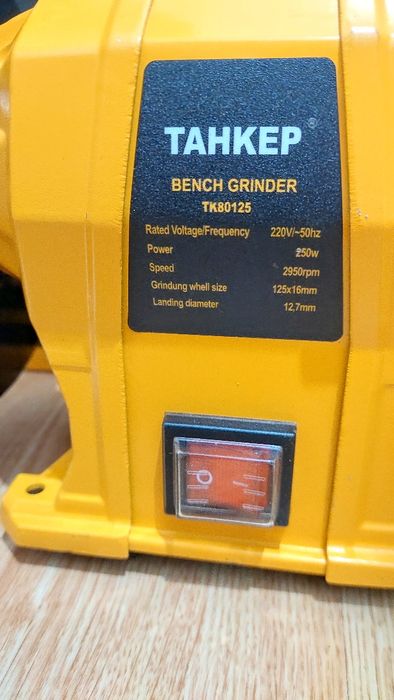 ТАНКЕР®
BENCH GRINDER
TK80125
Rated Voltage/Frequency 220V/~50hz
Power 250w
Speed 2950rpm
Grindung whell size 125x16mm
Landing diameter 12,7mm